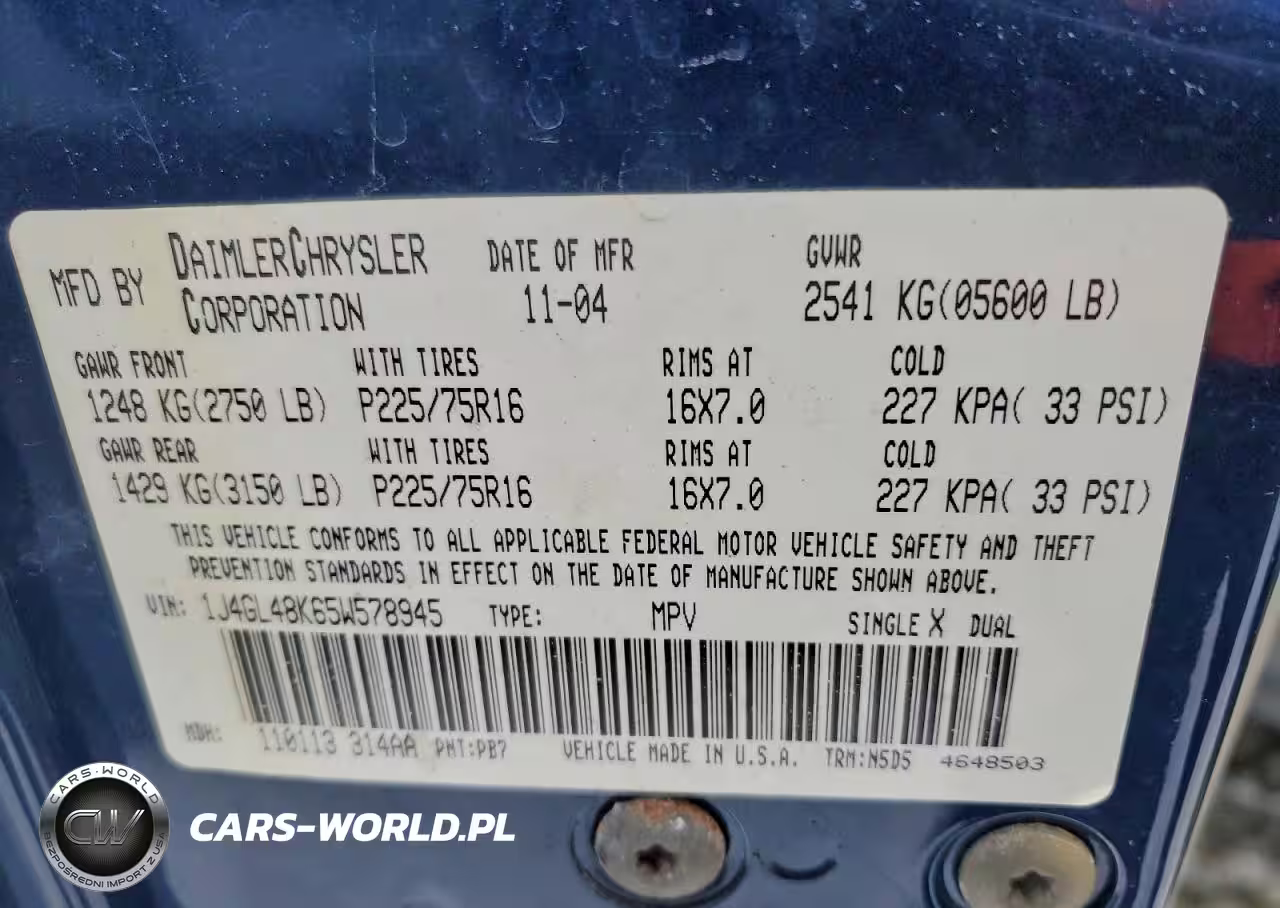 MFD BY DAIMLERCHRYSLER CORPORATION
DATE OF MFR
11-04
GVWR
2541 KG(05600 LB)
GAWR FRONT WITH TIRES RIMS AT COLD
1248 KG(2750 LB) P225/75R16 16X7.0 227 KPA( 33 PSI)
GAWR REAR WITH TIRES RIMS AT COLD
1429 KG(3150 LB) P225/75R16 16X7.0 227 KPA( 33 PSI)
THIS VEHICLE CONFORMS TO ALL APPLICABLE FEDERAL MOTOR VEHICLE SAFETY AND THEFT
PREVENTION STANDARDS IN EFFECT ON THE DATE OF MANUFACTURE SHOWN ABOVE.
VIN: 1J4GL48K65W578945 TYPE: MPV SINGLE X DUAL
MDH: 110113 314AA PNT:PB7 VEHICLE MADE IN U.S.A. TRM:N5D5 4648503
CARS-WORLD
CW
BEZPOŚREDNI IMPORT Z USA
CARS-WORLD.PL